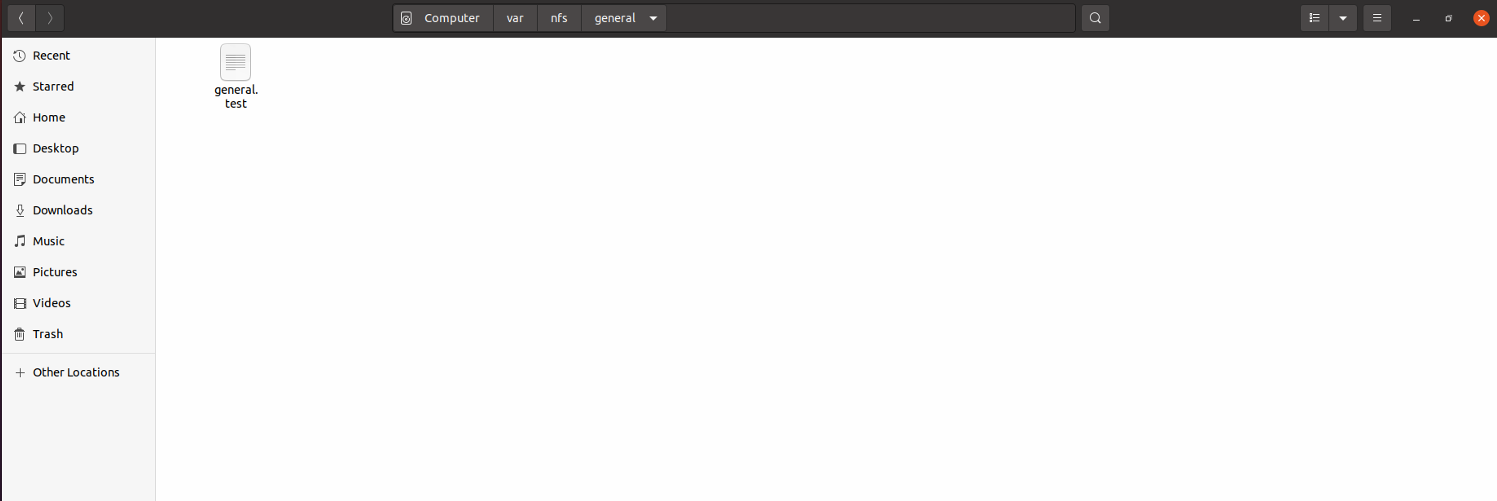 Computer var nfs general
Recent
Starred
Home
Desktop
Documents
Downloads
Music
Pictures
Videos
Trash
Other Locations
general.
test